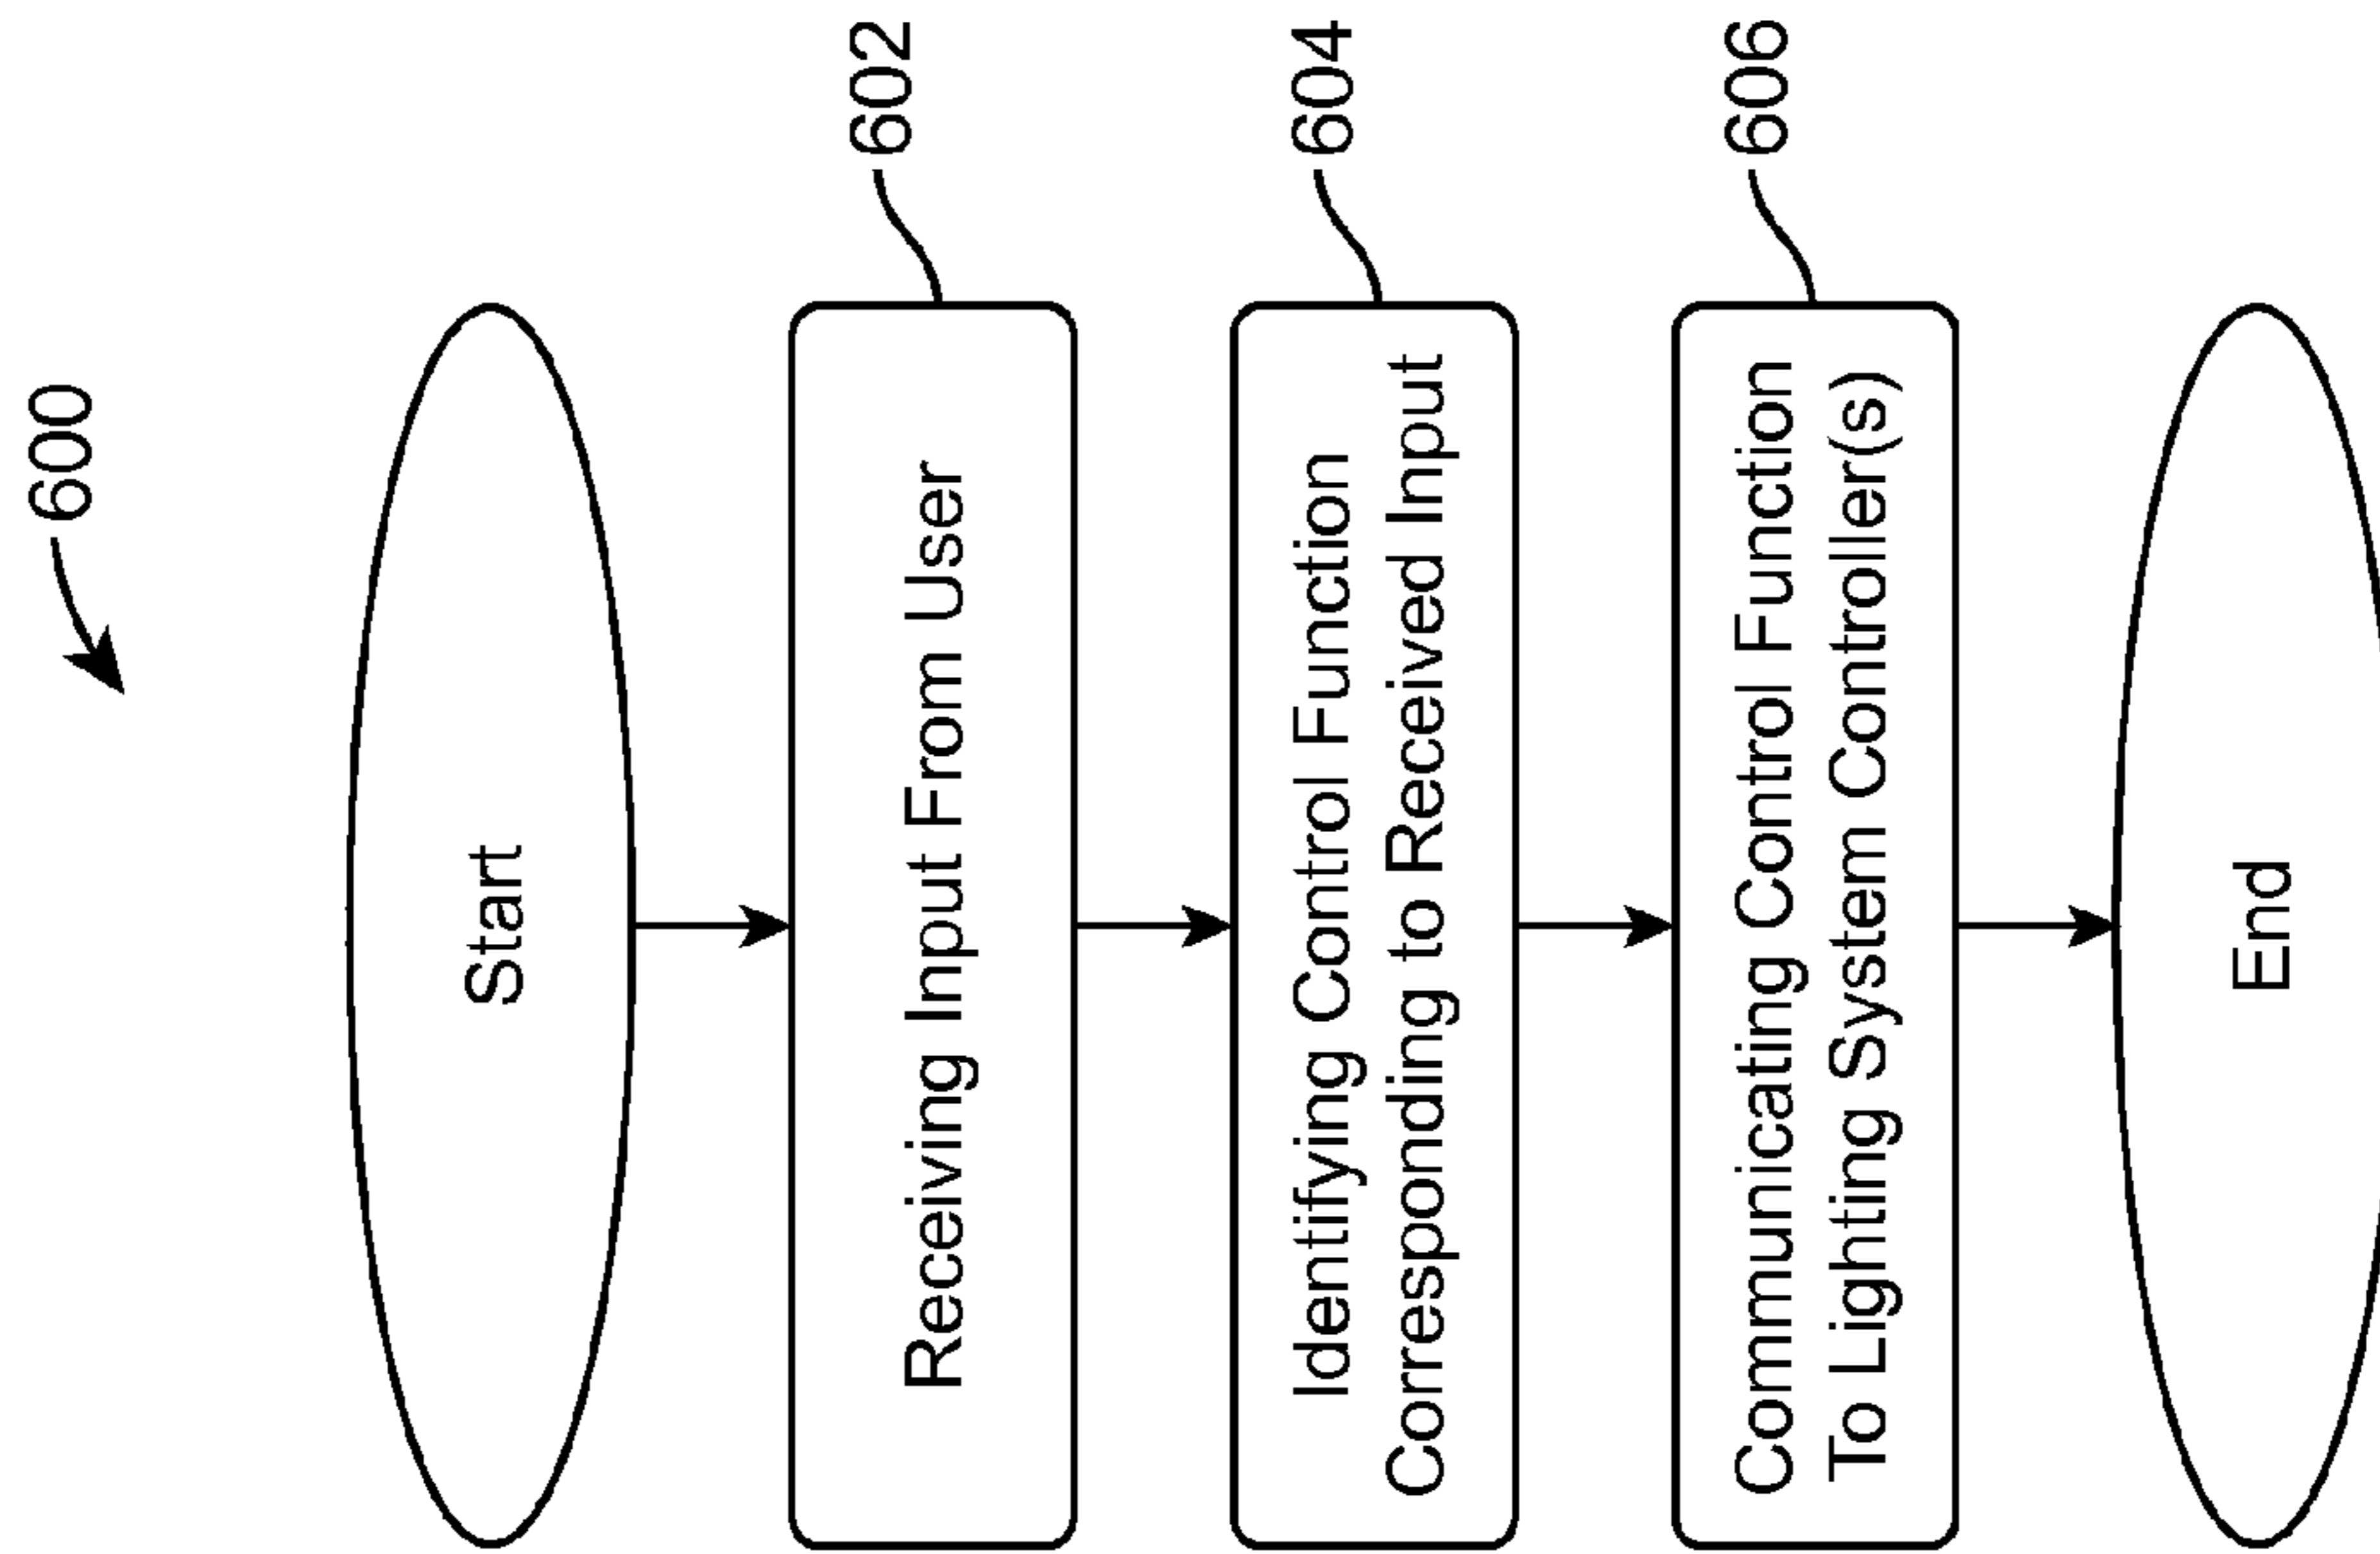 600
Start
Receiving Input From User
602
Identifying Control Function
Corresponding to Received Input
604
Communicating Control Function
To Lighting System Controller(s)
606
End